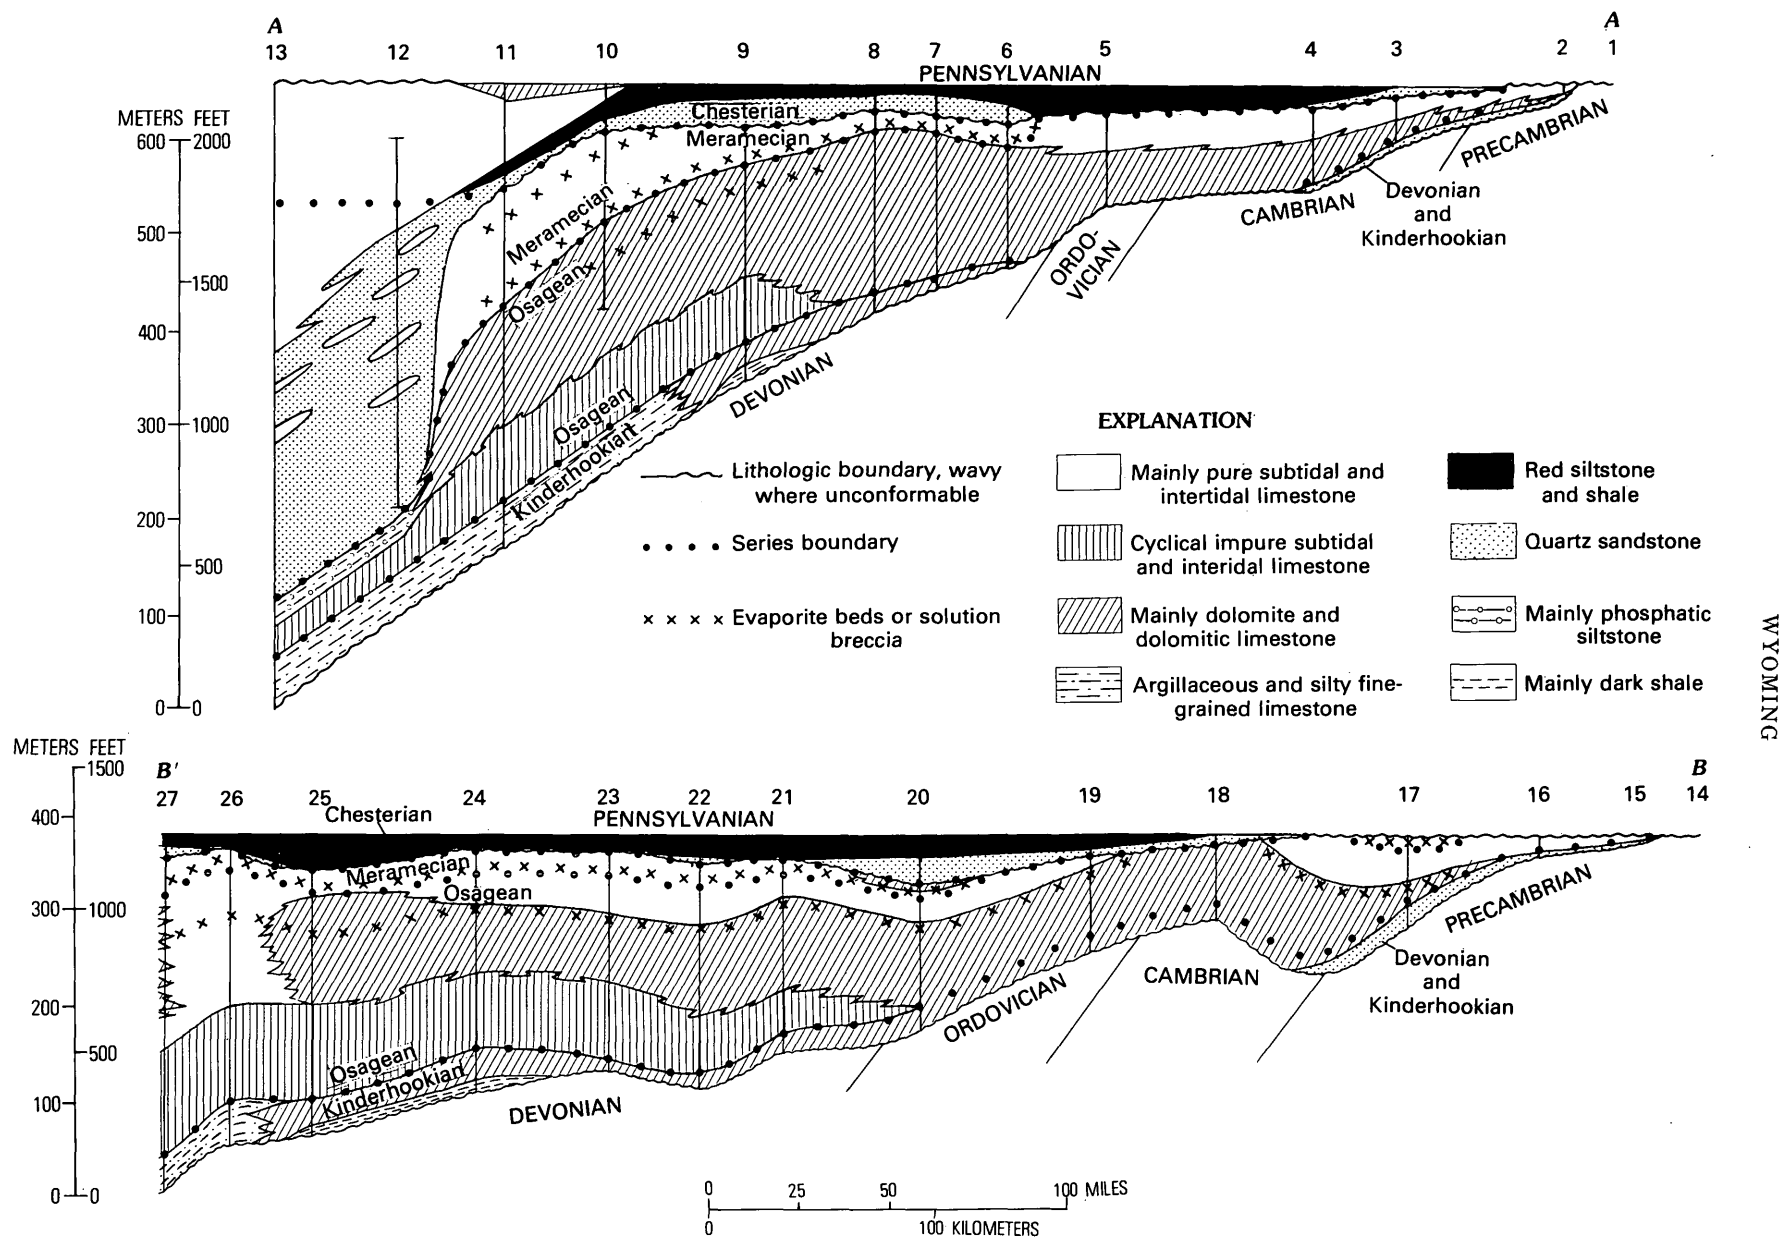 A A
13 12 11 10 9 8 7 6 5 4 3 2 1
PENNSYLVANIAN
METERS FEET
600 2000
500
1500
400
300 1000
200
500
100
0 0
Chesterian
Meramecian
Meramecian
Osagean
Osagean
Kinderhookian
DEVONIAN
ORDO-
VICIAN
CAMBRIAN
Devonian
and
Kinderhookian
PRECAMBRIAN
EXPLANATION
Lithologic boundary, wavy
where unconformable
Series boundary
Evaporite beds or solution
breccia
Mainly pure subtidal and
intertidal limestone
Cyclical impure subtidal
and interidal limestone
Mainly dolomite and
dolomitic limestone
Argillaceous and silty fine-
grained limestone
Red siltstone
and shale
Quartz sandstone
Mainly phosphatic
siltstone
Mainly dark shale
WYOMING
METERS FEET
1500
400
300 1000
200
500
100
0 0
B' B
27 26 25 24 23 22 21 20 19 18 17 16 15 14
Chesterian
PENNSYLVANIAN
Meramecian
Osagean
Osagean
Kinderhookian
DEVONIAN
ORDOVICIAN
CAMBRIAN
Devonian
and
Kinderhookian
PRECAMBRIAN
0 25 50 100 MILES
0 100 KILOMETERS